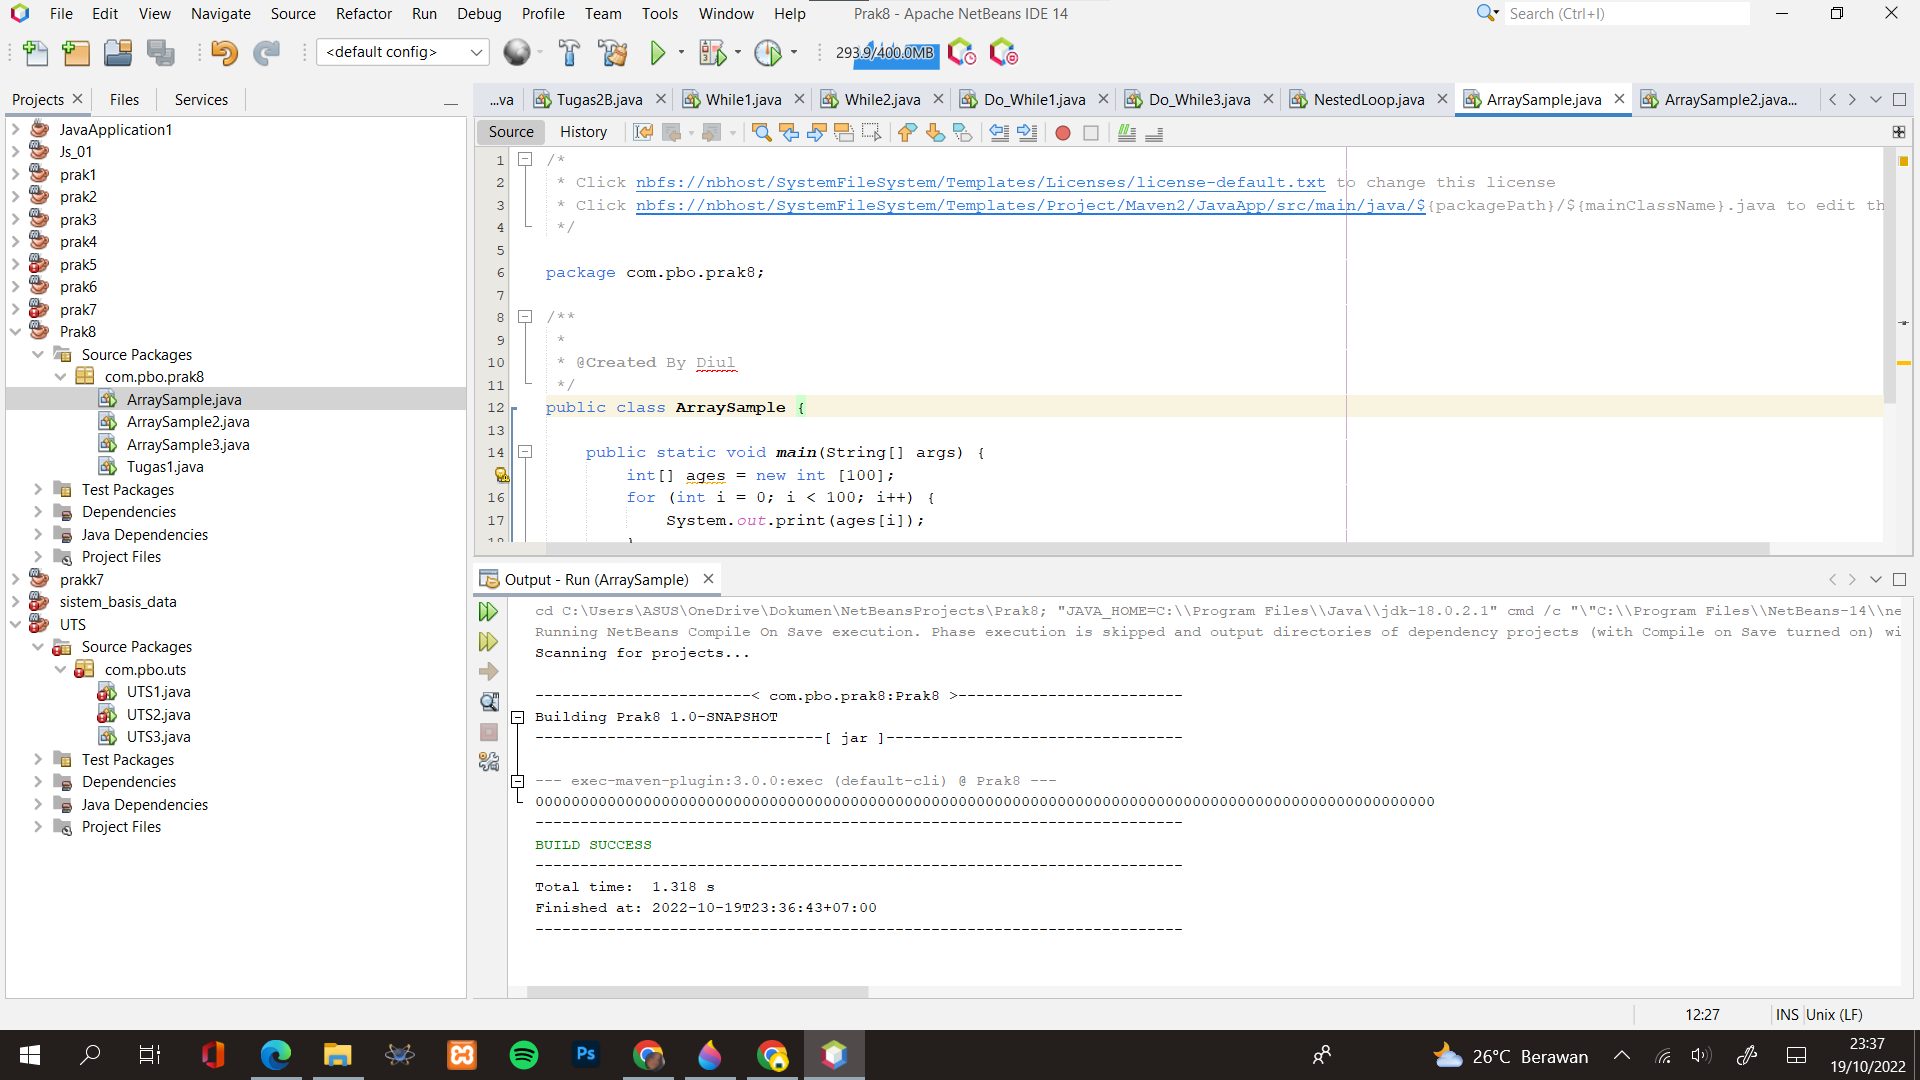 File Edit View Navigate Source Refactor Run Debug Profile Team Tools Window Help Prak8 - Apache NetBeans IDE 14 Search (Ctrl+I)
<default config> 293.9/400.0MB
Projects Files Services
...va Tugas2B.java While1.java While2.java Do_While1.java Do_While3.java NestedLoop.java ArraySample.java ArraySample2.java...
Source History
JavaApplication1
Js_01
prak1
prak2
prak3
prak4
prak5
prak6
prak7
Prak8
Source Packages
com.pbo.prak8
ArraySample.java
ArraySample2.java
ArraySample3.java
Tugas1.java
Test Packages
Dependencies
Java Dependencies
Project Files
prakk7
sistem_basis_data
UTS
Source Packages
com.pbo.uts
UTS1.java
UTS2.java
UTS3.java
Test Packages
Dependencies
Java Dependencies
Project Files
1 /*
2 * Click nbfs://nbhost/SystemFileSystem/Templates/Licenses/license-default.txt to change this license
3 * Click nbfs://nbhost/SystemFileSystem/Templates/Project/Maven2/JavaApp/src/main/java/${packagePath}/${mainClassName}.java to edit th
4 */
5
6 package com.pbo.prak8;
7
8 /**
9 *
10 * @Created By Diul
11 */
12 public class ArraySample {
13
14 public static void main(String[] args) {
int[] ages = new int [100];
16 for (int i = 0; i < 100; i++) {
17 System.out.print(ages[i]);
18 }
Output - Run (ArraySample)
cd C:\Users\ASUS\OneDrive\Dokumen\NetBeansProjects\Prak8; "JAVA_HOME=C:\\Program Files\\Java\\jdk-18.0.2.1" cmd /c "\"C:\\Program Files\\NetBeans-14\\ne
Running NetBeans Compile On Save execution. Phase execution is skipped and output directories of dependency projects (with Compile on Save turned on) wi
Scanning for projects...
------------------------< com.pbo.prak8:Prak8 >-------------------------
Building Prak8 1.0-SNAPSHOT
--------------------------------[ jar ]---------------------------------
--- exec-maven-plugin:3.0.0:exec (default-cli) @ Prak8 ---
0000000000000000000000000000000000000000000000000000000000000000000000000000000000000000000000000000
------------------------------------------------------------------------
BUILD SUCCESS
------------------------------------------------------------------------
Total time: 1.318 s
Finished at: 2022-10-19T23:36:43+07:00
------------------------------------------------------------------------
12:27 INS Unix (LF)
Ps 26°C Berawan 23:37
19/10/2022